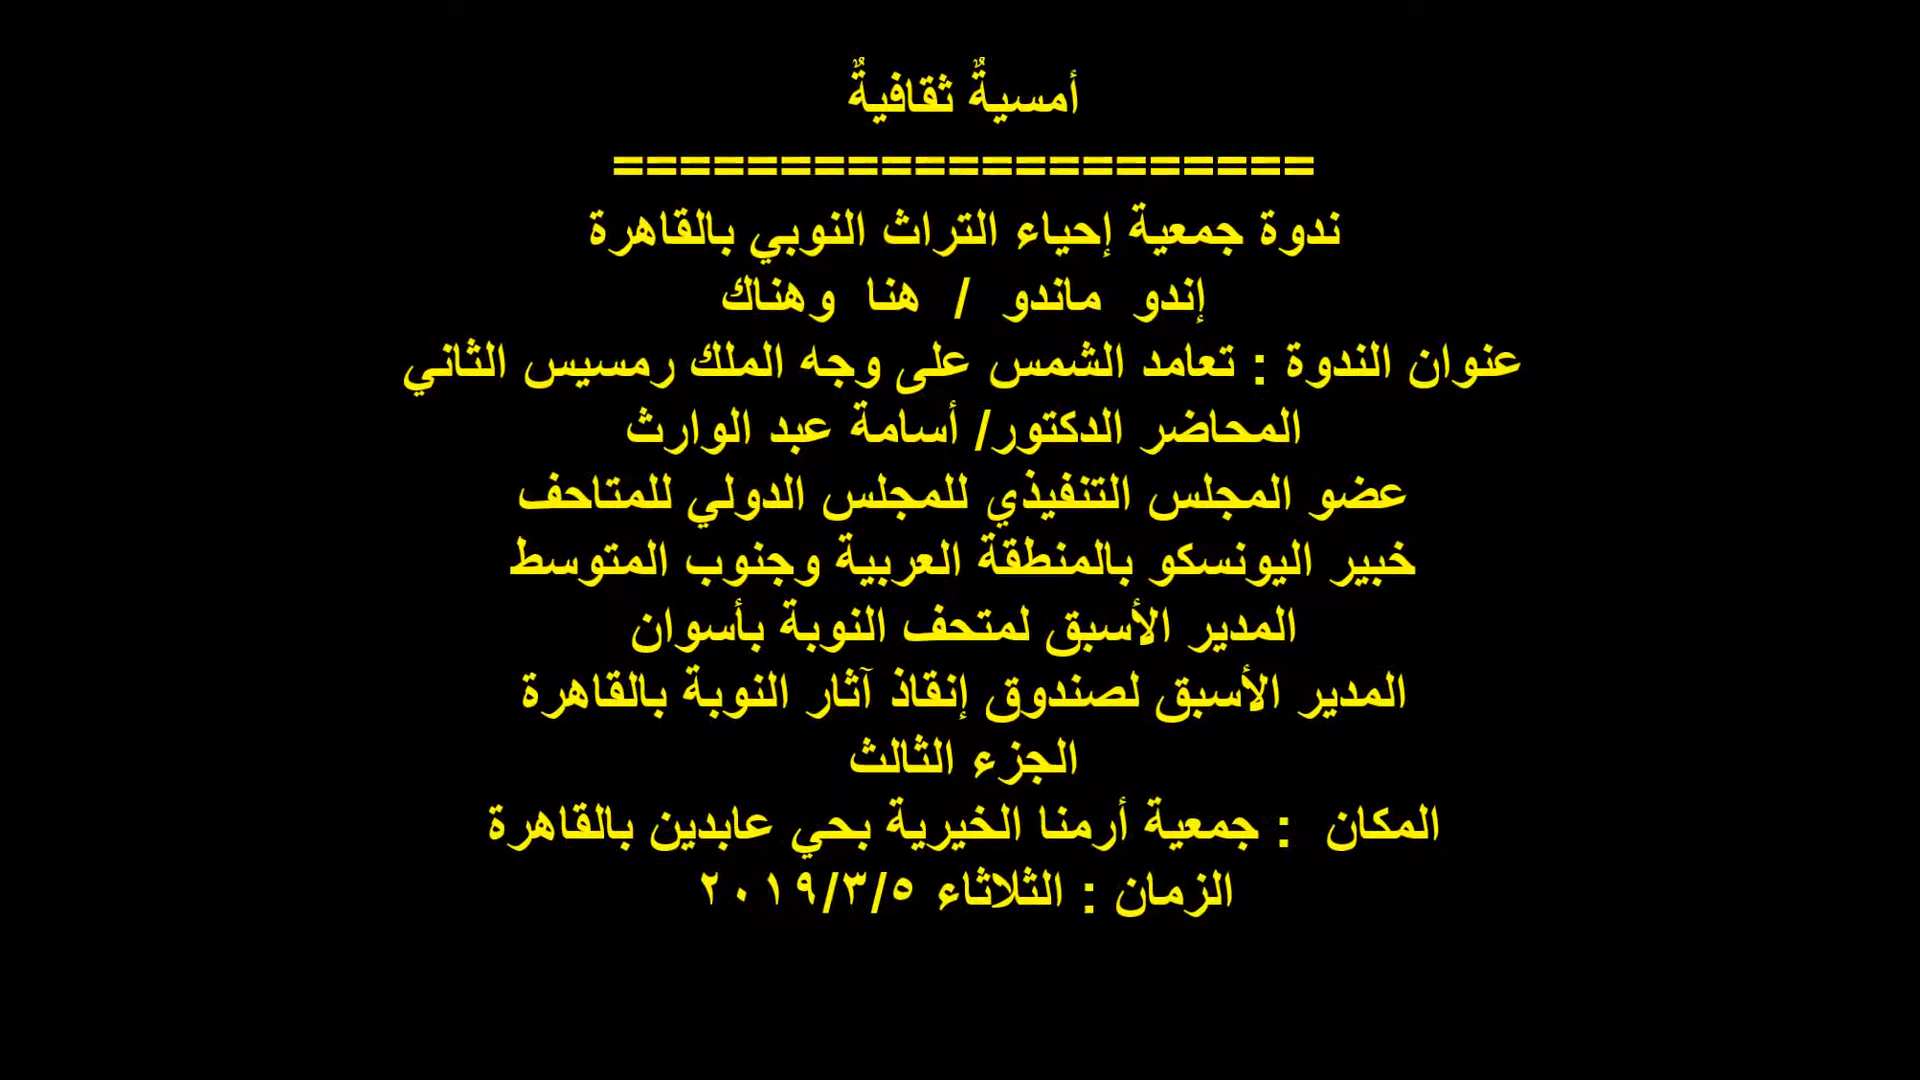 أمسيةٌ ثقافيةٌ
=====================
ندوة جمعية إحياء التراث النوبي بالقاهرة
إندو ماندو / هنا وهناك
عنوان الندوة : تعامد الشمس على وجه الملك رمسيس الثاني
المحاضر الدكتور/ أسامة عبد الوارث
عضو المجلس التنفيذي للمجلس الدولي للمتاحف
خبير اليونسكو بالمنطقة العربية وجنوب المتوسط
المدير الأسبق لمتحف النوبة بأسوان
المدير الأسبق لصندوق إنقاذ آثار النوبة بالقاهرة
الجزء الثالث
المكان : جمعية أرمنا الخيرية بحي عابدين بالقاهرة
الزمان : الثلاثاء ٢٠١٩/٣/٥